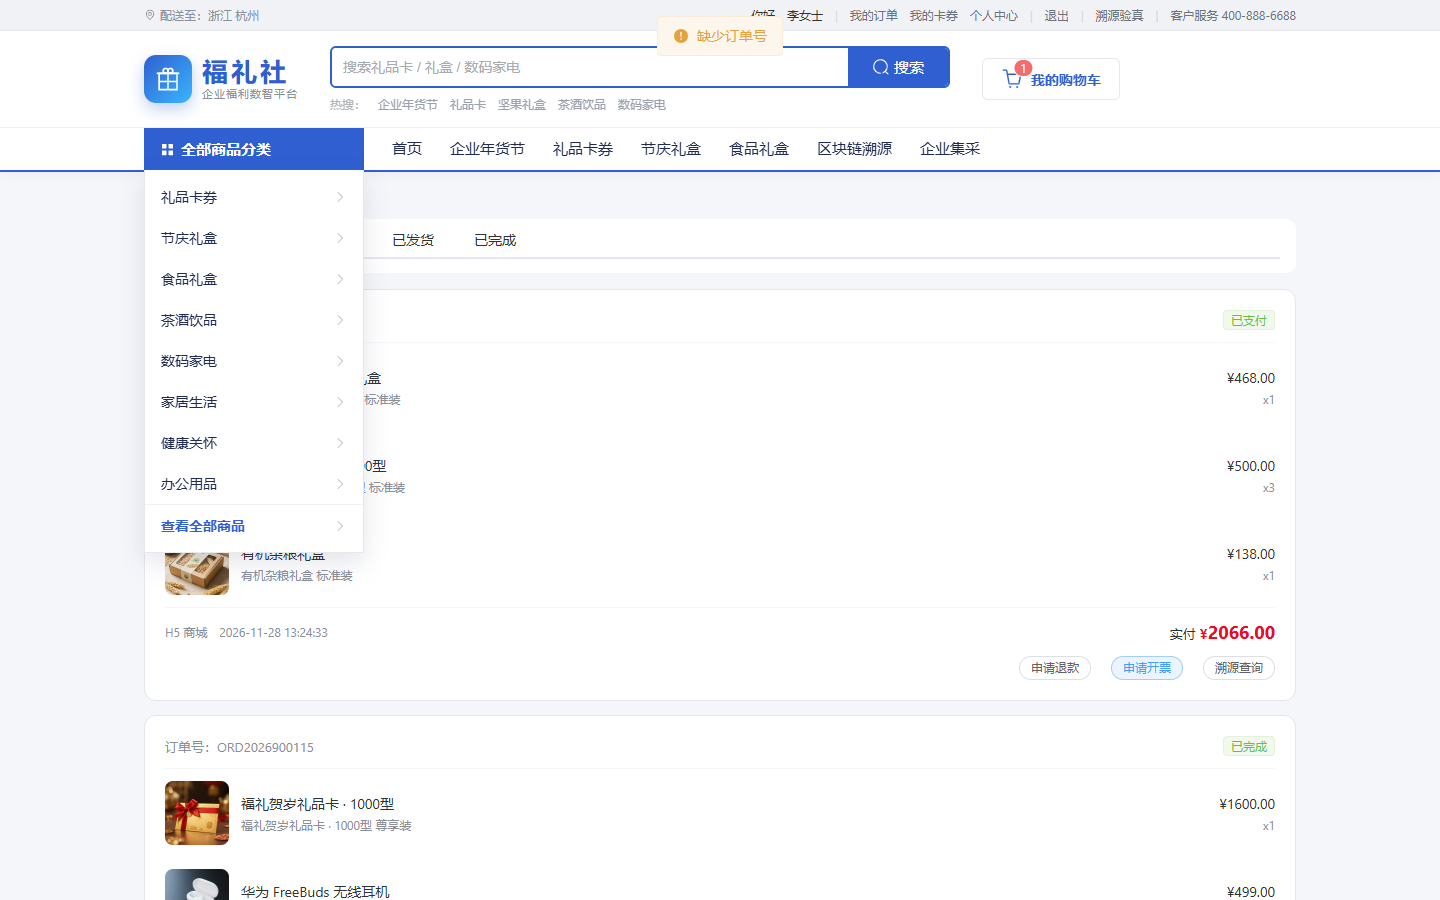 配送至：浙江 杭州
你好 李女士 | 我的订单 我的卡券 个人中心 | 退出 | 溯源验真 | 客户服务 400-888-6688
缺少订单号
福礼社
企业福利数智平台
搜索礼品卡 / 礼盒 / 数码家电
搜索
1
我的购物车
热搜： 企业年货节 礼品卡 坚果礼盒 茶酒饮品 数码家电
全部商品分类
首页 企业年货节 礼品卡券 节庆礼盒 食品礼盒 区块链溯源 企业集采
礼品卡券
节庆礼盒
食品礼盒
茶酒饮品
数码家电
家居生活
健康关怀
办公用品
查看全部商品
已发货 已完成
已支付
盒
¥468.00
标准装
x1
0型
¥500.00
标准装
x3
有机杂粮礼盒
¥138.00
有机杂粮礼盒 标准装
x1
H5 商城 2026-11-28 13:24:33
实付 ¥2066.00
申请退款 申请开票 溯源查询
订单号：ORD2026900115
已完成
福礼贺岁礼品卡 · 1000型
¥1600.00
福礼贺岁礼品卡 · 1000型 尊享装
x1
华为 FreeBuds 无线耳机
¥499.00